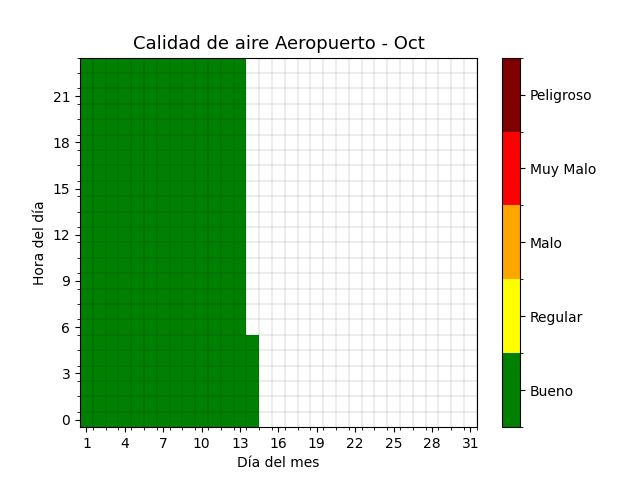 Calidad de aire Aeropuerto - Oct
Hora del día
21
18
15
12
9
6
3
0
1 4 7 10 13 16 19 22 25 28 31
Día del mes
Peligroso
Muy Malo
Malo
Regular
Bueno